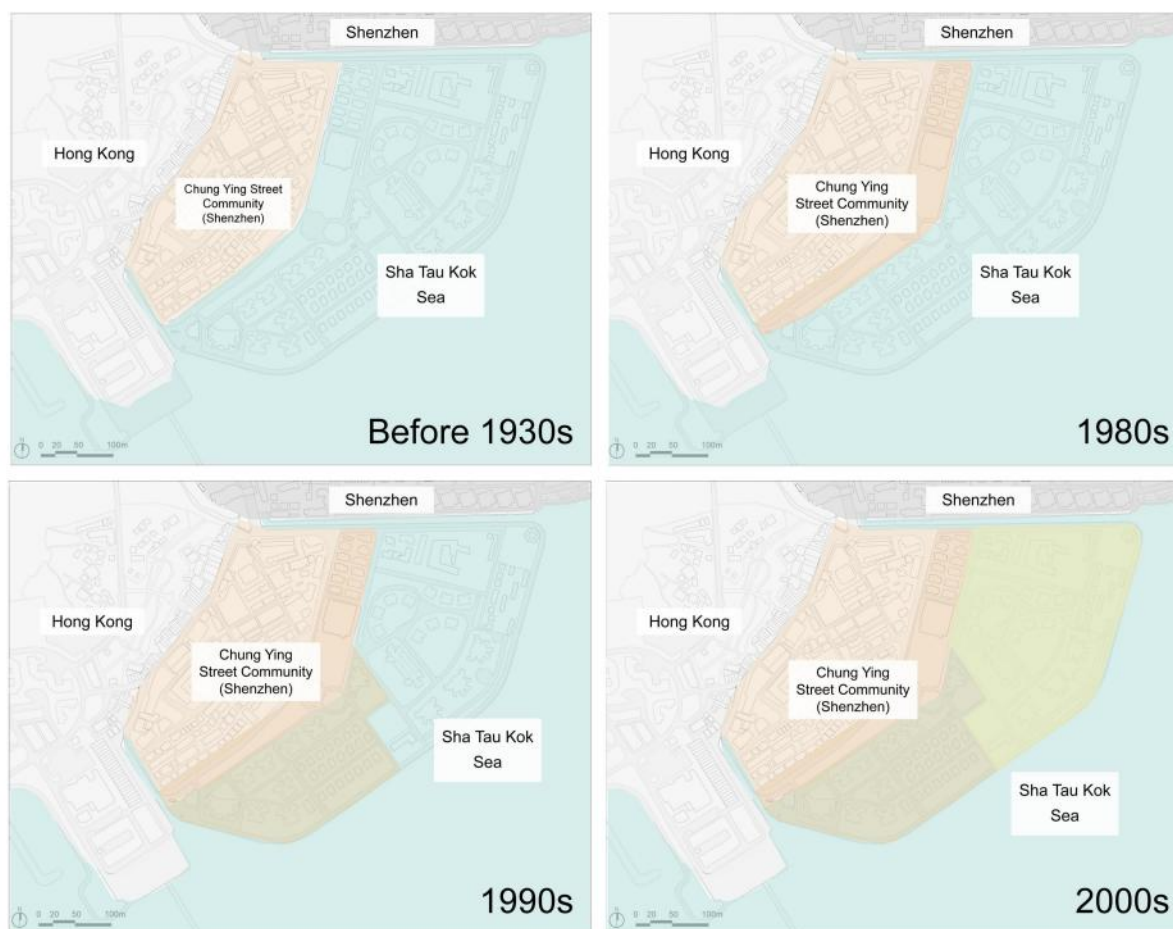 Shenzhen
Hong Kong
Chung Ying Street
Community
(Shenzhen)
Sha Tau Kok
Sea
N
0 20 50 100m
Before 1930s
Shenzhen
Hong Kong
Chung Ying
Street Community
(Shenzhen)
Sha Tau Kok
Sea
N
0 20 50 100m
1980s
Shenzhen
Hong Kong
Chung Ying
Street Community
(Shenzhen)
Sha Tau Kok
Sea
N
0 20 50 100m
1990s
Shenzhen
Hong Kong
Chung Ying
Street Community
(Shenzhen)
Sha Tau Kok
Sea
N
0 20 50 100m
2000s